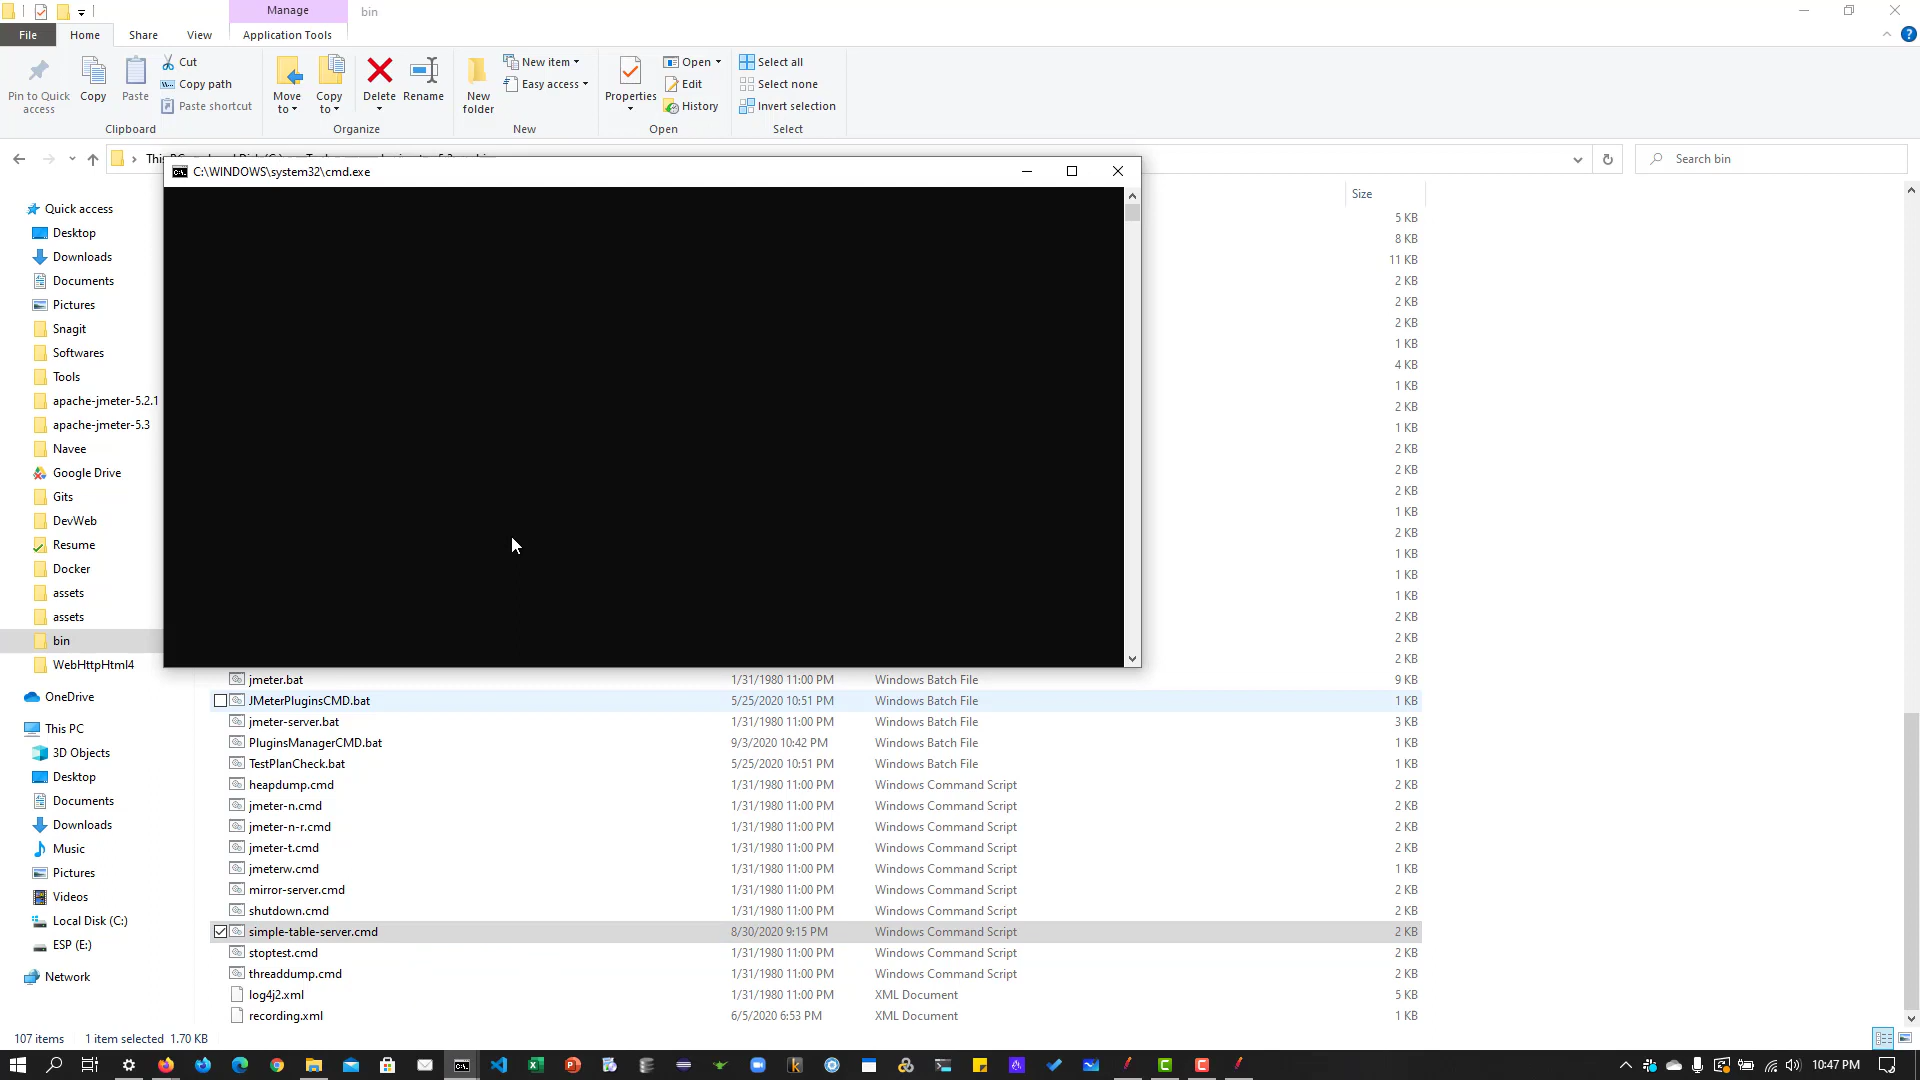 Manage
bin
File
Home
Share
View
Application Tools
Pin to Quick access
Copy
Paste
Cut
Copy path
Paste shortcut
Clipboard
Move to
Copy to
Delete
Rename
Organize
New folder
New item
Easy access
New
Properties
Open
Edit
History
Open
Select all
Select none
Invert selection
Select
Search bin
C:\WINDOWS\system32\cmd.exe
Size
Quick access
Desktop
Downloads
Documents
Pictures
Snagit
Softwares
Tools
apache-jmeter-5.2.1
apache-jmeter-5.3
Navee
Google Drive
Gits
DevWeb
Resume
Docker
assets
assets
bin
WebHttpHtml4
OneDrive
This PC
3D Objects
Desktop
Documents
Downloads
Music
Pictures
Videos
Local Disk (C:)
ESP (E:)
Network
5 KB
8 KB
11 KB
2 KB
2 KB
2 KB
1 KB
4 KB
1 KB
2 KB
1 KB
2 KB
2 KB
2 KB
1 KB
2 KB
1 KB
1 KB
1 KB
2 KB
2 KB
2 KB
jmeter.bat 1/31/1980 11:00 PM Windows Batch File 9 KB
JMeterPluginsCMD.bat 5/25/2020 10:51 PM Windows Batch File 1 KB
jmeter-server.bat 1/31/1980 11:00 PM Windows Batch File 3 KB
PluginsManagerCMD.bat 9/3/2020 10:42 PM Windows Batch File 1 KB
TestPlanCheck.bat 5/25/2020 10:51 PM Windows Batch File 1 KB
heapdump.cmd 1/31/1980 11:00 PM Windows Command Script 2 KB
jmeter-n.cmd 1/31/1980 11:00 PM Windows Command Script 2 KB
jmeter-n-r.cmd 1/31/1980 11:00 PM Windows Command Script 2 KB
jmeter-t.cmd 1/31/1980 11:00 PM Windows Command Script 2 KB
jmeterw.cmd 1/31/1980 11:00 PM Windows Command Script 1 KB
mirror-server.cmd 1/31/1980 11:00 PM Windows Command Script 2 KB
shutdown.cmd 1/31/1980 11:00 PM Windows Command Script 2 KB
simple-table-server.cmd 8/30/2020 9:15 PM Windows Command Script 2 KB
stoptest.cmd 1/31/1980 11:00 PM Windows Command Script 2 KB
threaddump.cmd 1/31/1980 11:00 PM Windows Command Script 2 KB
log4j2.xml 1/31/1980 11:00 PM XML Document 5 KB
recording.xml 6/5/2020 6:53 PM XML Document 1 KB
107 items 1 item selected 1.70 KB
10:47 PM